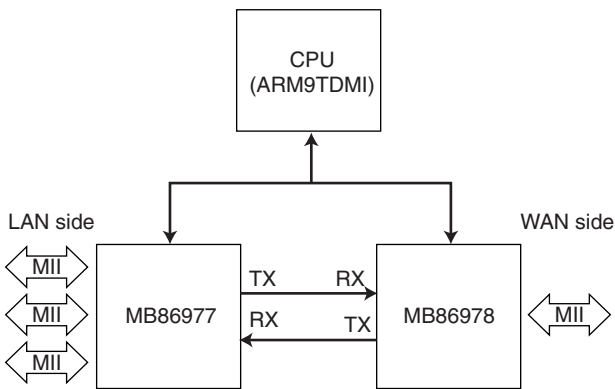 CPU
(ARM9TDMI)
LAN side
WAN side
MII
MII
MII
MB86977
TX
RX
RX
TX
MB86978
MII